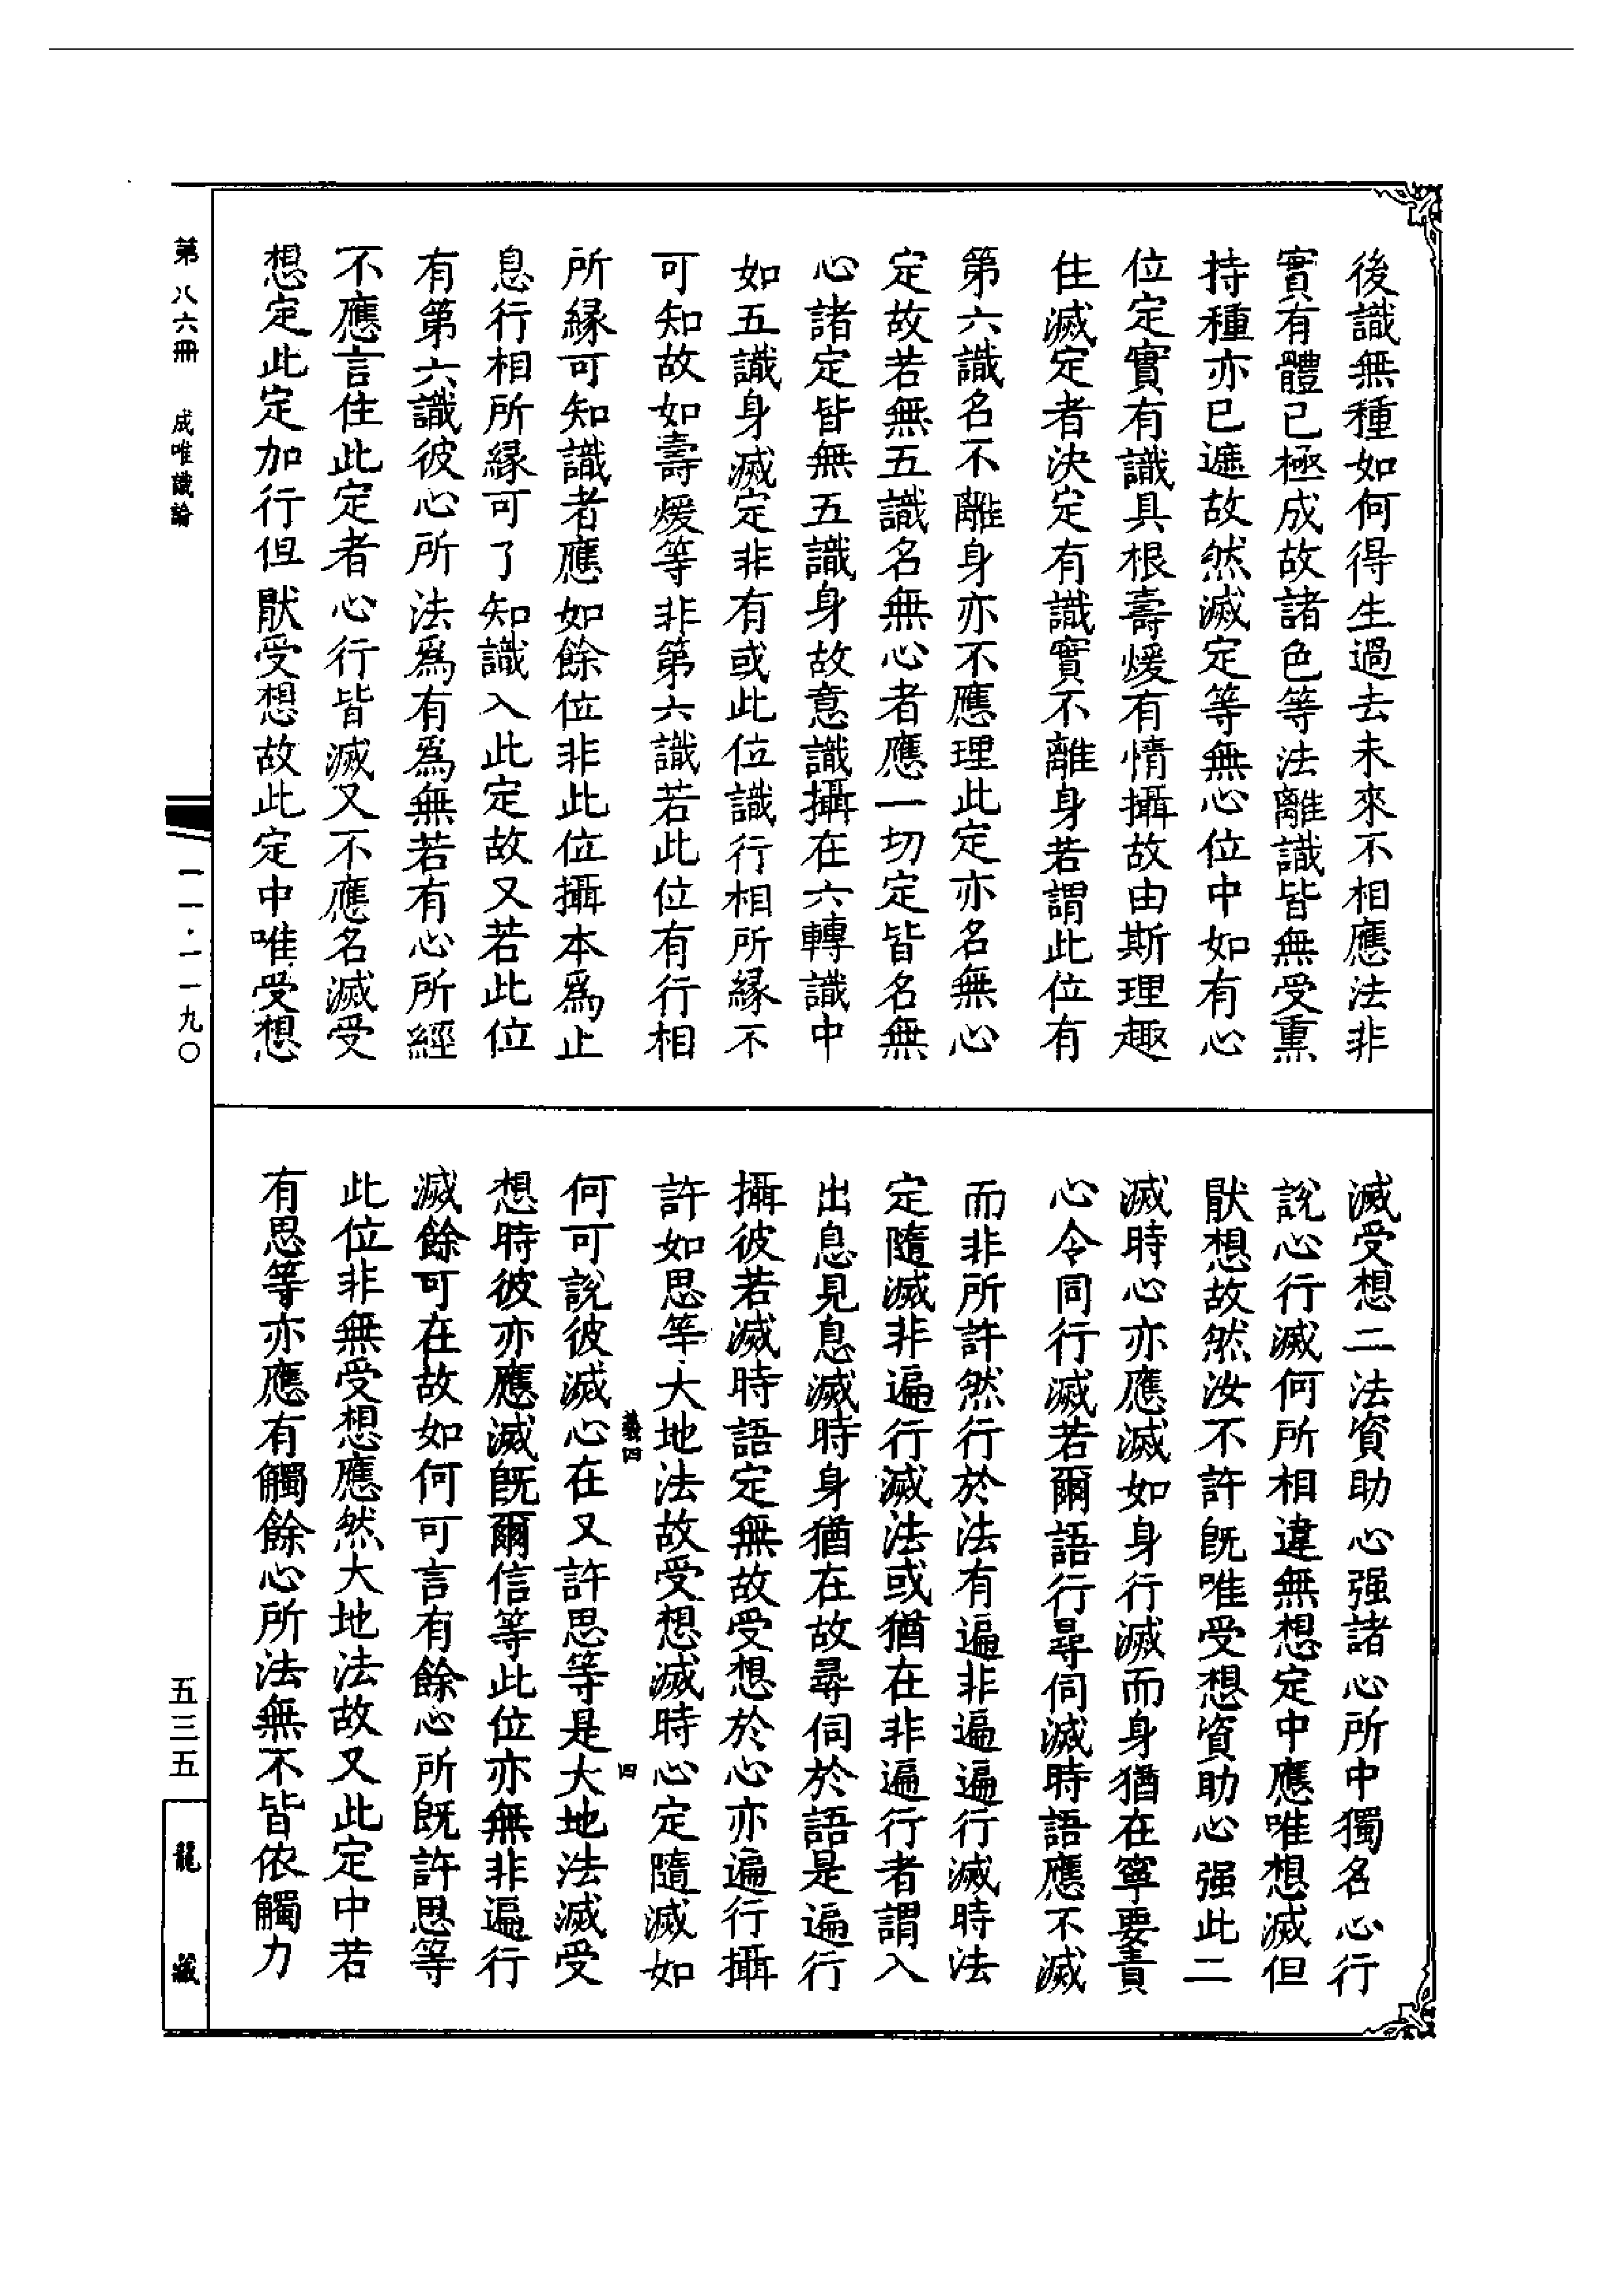 後識無種如何得生過去未來不相應法非
實有體已極成故諸色等法離識皆無受熏
持種亦已遮故然滅定等無心位中如有心
位定實有識具根壽煖有情攝故由斯理趣
住滅定者決定有識實不離身若謂此位有
第六識名不離身亦不應理此定亦名無心
定故若無五識名無心者應一切定皆名無
心諸定皆無五識身故意識攝在六轉識中
如五識身滅定非有或此位識行相所緣不
可知故如壽煖等非第六識若此位有行相
所緣可知識者應如餘位非此位攝本為止
息行相所緣可了知識入此定故又若此位
有第六識彼心所法為有為無若有心所經
不應言住此定者心行皆滅又不應名滅受
想定此定加行但猒受想故此定中唯受想
滅受想二法資助心强諸心所中獨名心行
說心行滅何所相違無想定中應唯想滅但
猒想故然汝不許旣唯受想資助心强此二
滅時心亦應滅如身行滅而身猶在寧要責
心令同行滅若爾語行尋伺滅時語應不滅
而非所許然行於法有遍非遍遍行滅時法
定隨滅非遍行滅法或猶在非遍行者謂入
出息見息滅時身猶在故尋伺於語是遍行
攝彼若滅時語定無故受想於心亦遍行攝
許如思等大地法故受想滅時心定隨滅如
義四
四
何可說彼滅心在又許思等是大地法滅受
想時彼亦應滅旣爾信等此位亦無非遍行
滅餘可在故如何可言有餘心所旣許思等
此位非無受想應然大地法故又此定中若
有思等亦應有觸餘心所法無不皆依觸力
第八六冊　成唯識論
一一·一一九〇
五三五
龍藏